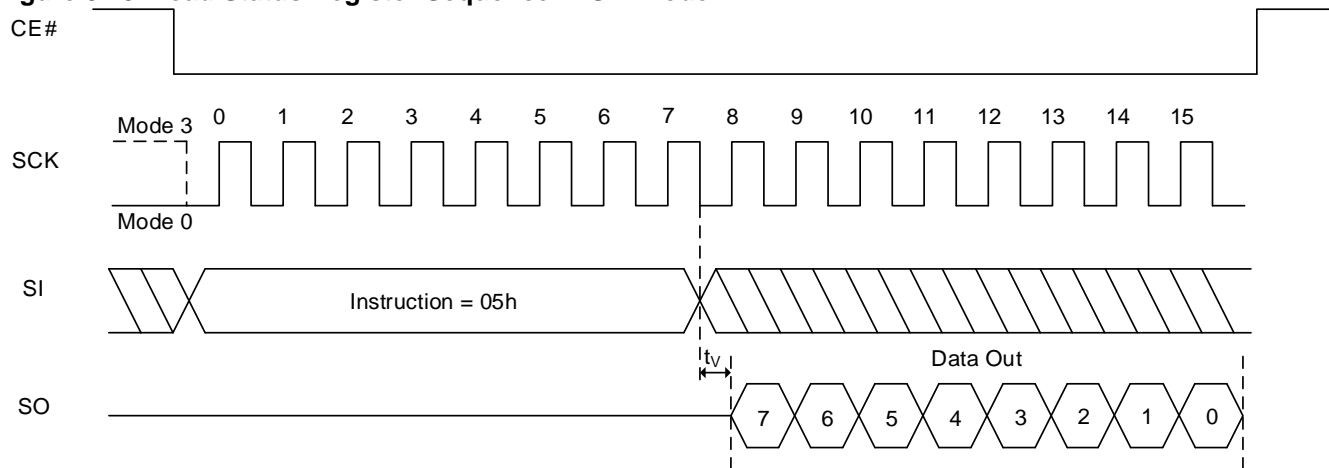 CE#
0 1 2 3 4 5 6 7 8 9 10 11 12 13 14 15
Mode 3
SCK
Mode 0
SI
Instruction = 05h
tV
Data Out
SO
7 6 5 4 3 2 1 0